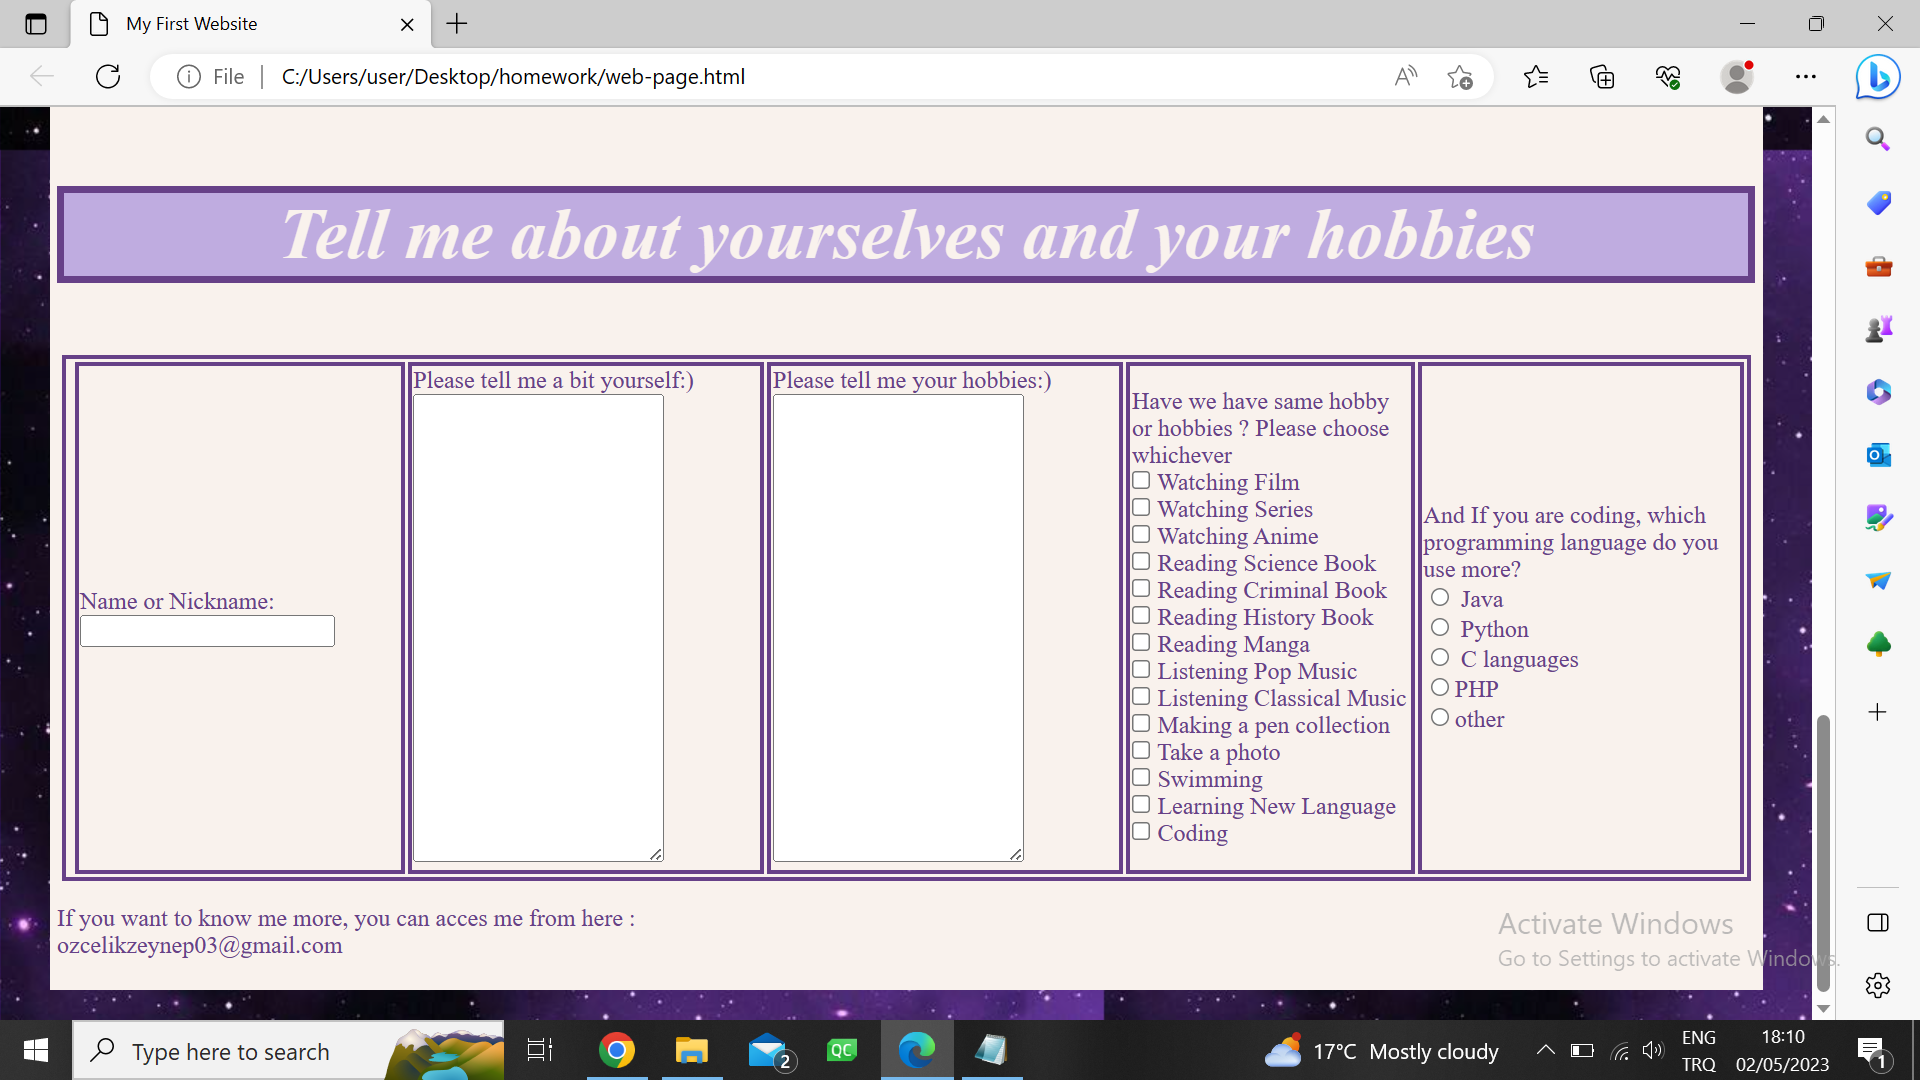 My First Website
File
C:/Users/user/Desktop/homework/web-page.html
Tell me about yourselves and your hobbies
Name or Nickname:
Please tell me a bit yourself:)
Please tell me your hobbies:)
Have we have same hobby
or hobbies ? Please choose
whichever
Watching Film
Watching Series
Watching Anime
Reading Science Book
Reading Criminal Book
Reading History Book
Reading Manga
Listening Pop Music
Listening Classical Music
Making a pen collection
Take a photo
Swimming
Learning New Language
Coding
And If you are coding, which
programming language do you
use more?
Java
Python
C languages
PHP
other
If you want to know me more, you can acces me from here :
ozcelikzeynep03@gmail.com
Activate Windows
Go to Settings to activate Windows.
Type here to search
2
QC
17°C Mostly cloudy
ENG
TRQ
18:10
02/05/2023
1